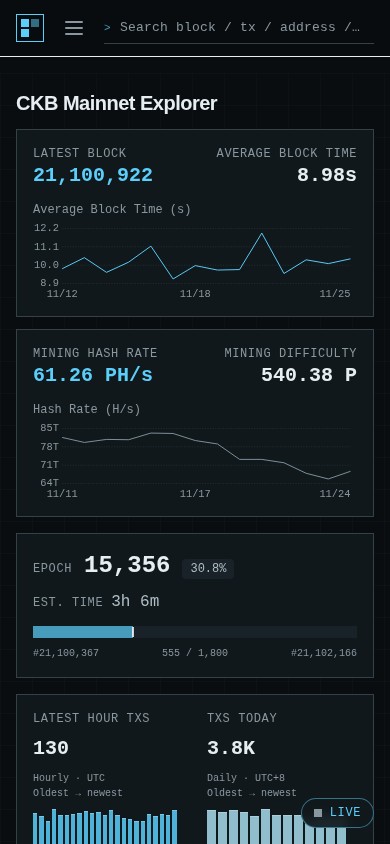 > Search block / tx / address /…
CKB Mainnet Explorer
LATEST BLOCK
21,100,922
AVERAGE BLOCK TIME
8.98s
Average Block Time (s)
12.2
11.1
10.0
8.9
11/12 11/18 11/25
MINING HASH RATE
61.26 PH/s
MINING DIFFICULTY
540.38 P
Hash Rate (H/s)
85T
78T
71T
64T
11/11 11/17 11/24
EPOCH 15,356 30.8%
EST. TIME 3h 6m
#21,100,367 555 / 1,800 #21,102,166
LATEST HOUR TXS
130
Hourly · UTC
Oldest → newest
TXS TODAY
3.8K
Daily · UTC+8
Oldest → newest
LIVE